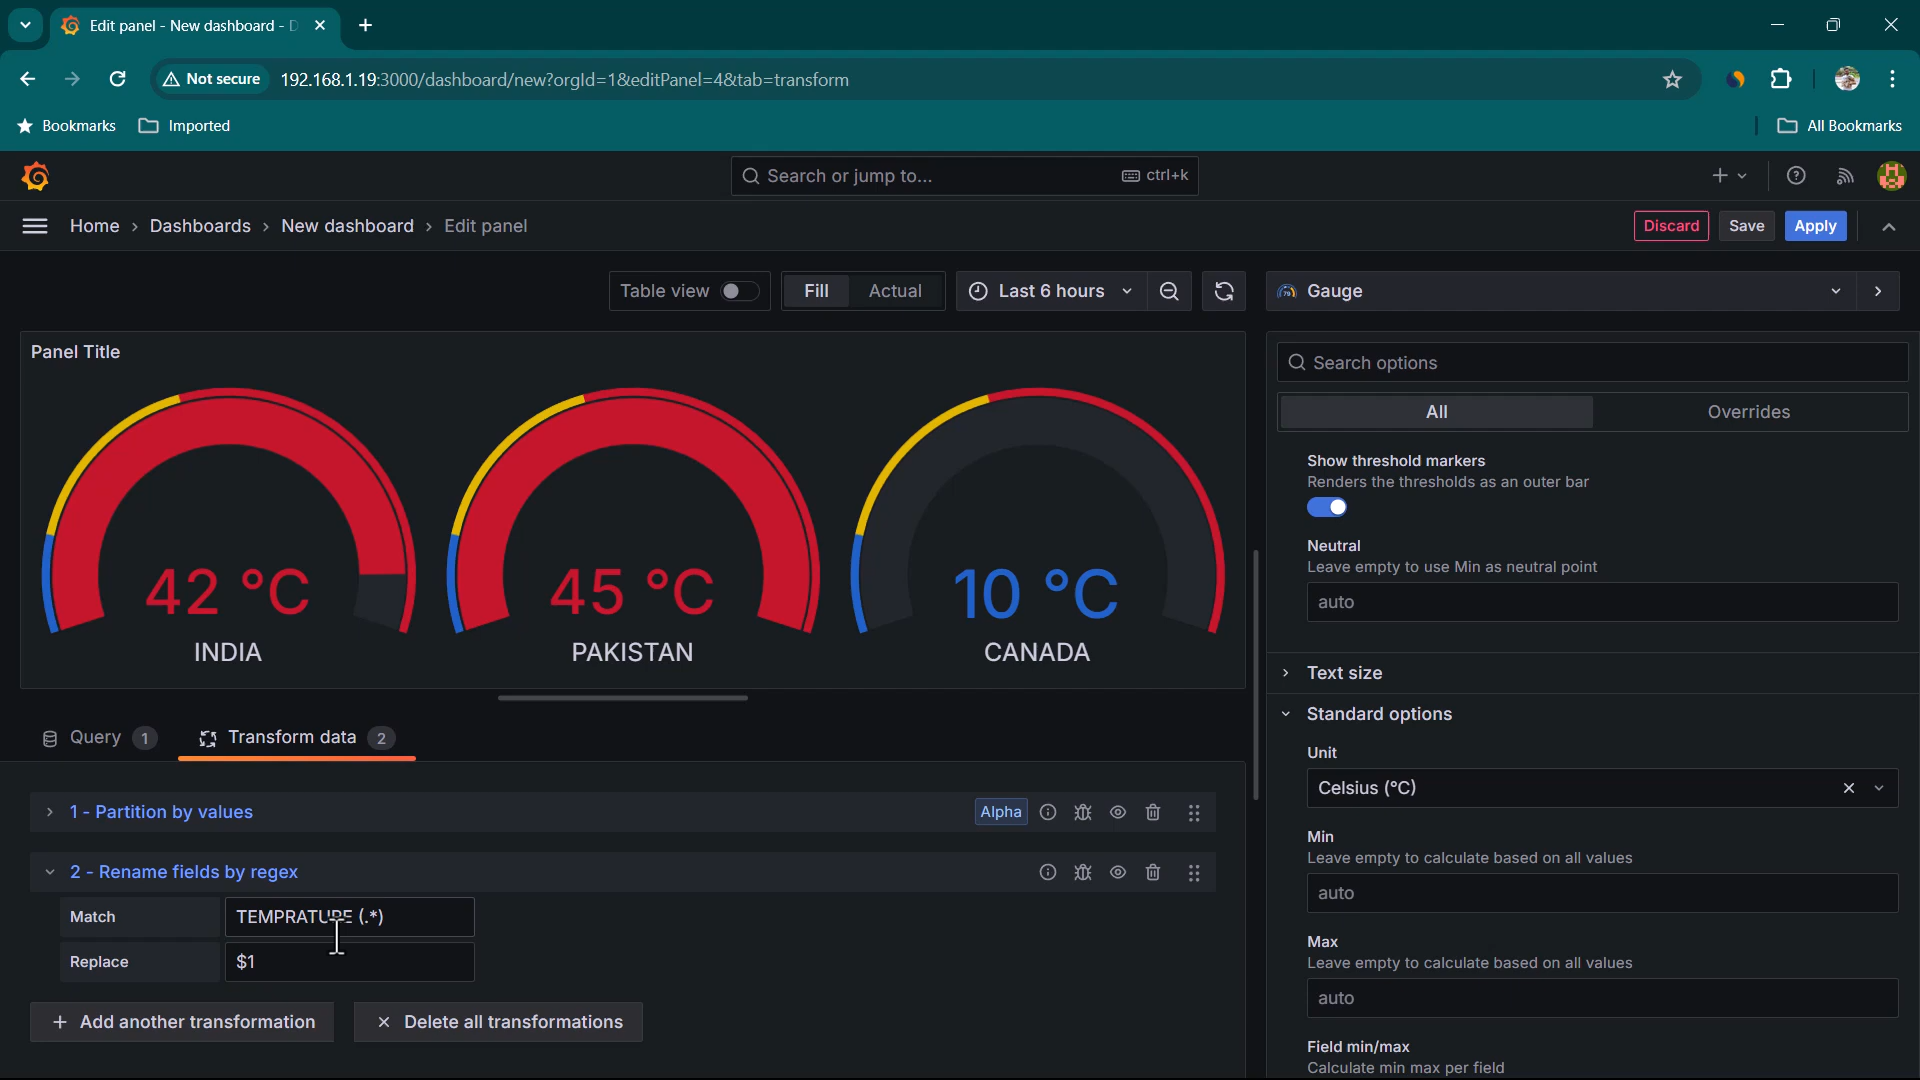 Edit panel - New dashboard - D
Not secure 192.168.1.19:3000/dashboard/new?orgId=1&editPanel=4&tab=transform
Bookmarks Imported All Bookmarks
Search or jump to... ctrl+k
Home › Dashboards › New dashboard › Edit panel Discard Save Apply
Table view Fill Actual Last 6 hours Gauge
Panel Title
42 °C 45 °C 10 °C
INDIA PAKISTAN CANADA
Query 1 Transform data 2
1 - Partition by values Alpha
2 - Rename fields by regex
Match TEMPRATURE (.*)
Replace $1
+ Add another transformation × Delete all transformations
Search options
All Overrides
Show threshold markers
Renders the thresholds as an outer bar
Neutral
Leave empty to use Min as neutral point
auto
Text size
Standard options
Unit
Celsius (°C)
Min
Leave empty to calculate based on all values
auto
Max
Leave empty to calculate based on all values
auto
Field min/max
Calculate min max per field